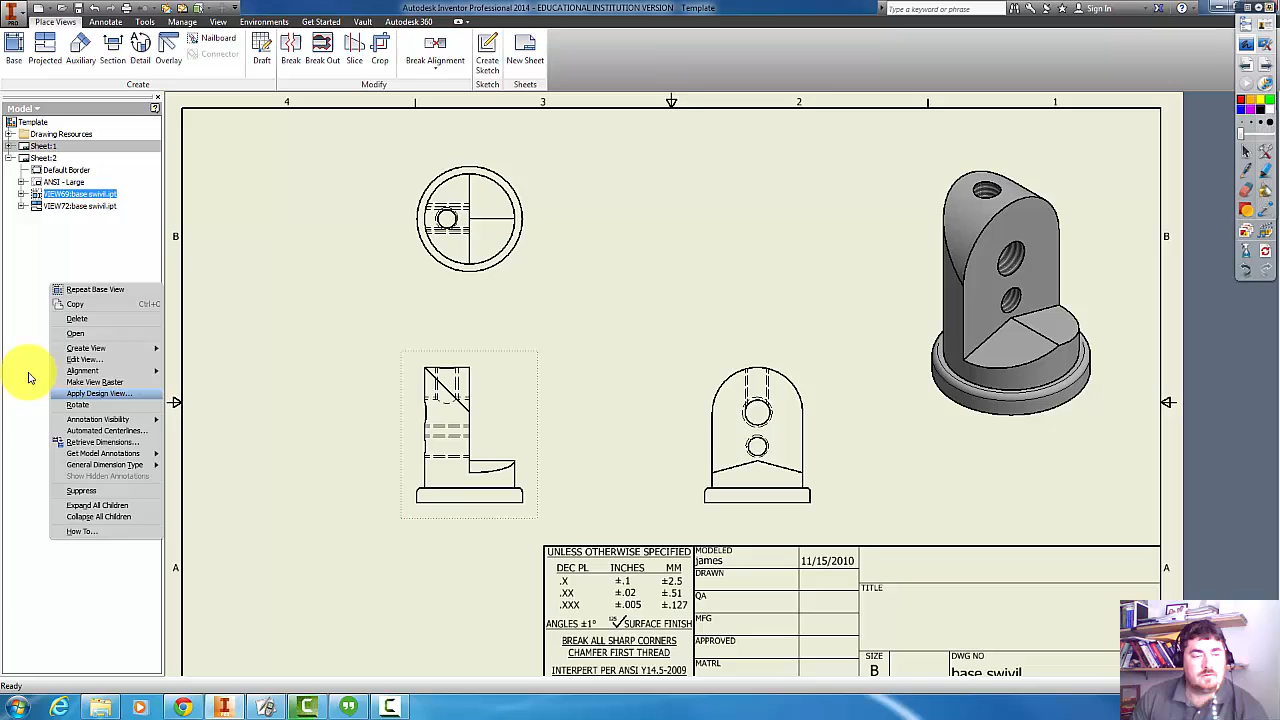 Autodesk Inventor Professional 2014 - EDUCATIONAL INSTITUTION VERSION   Template
Type a keyword or phrase
Sign In
PRO
Place Views Annotate Tools Manage View Environments Get Started Vault Autodesk 360
Nailboard
Connector
Base Projected Auxiliary Section Detail Overlay Draft Break Break Out Slice Crop Break Alignment Create Sketch New Sheet
Create Modify Sketch Sheets
Model
Template
Drawing Resources
Sheet:1
Sheet:2
Default Border
ANSI - Large
VIEW69:base swivil.ipt
VIEW72:base swivil.ipt
Repeat Base View
Copy Ctrl+C
Delete
Open
Create View
Edit View...
Alignment
Make View Raster
Apply Design View...
Rotate
Annotation Visibility
Automated Centerlines...
Retrieve Dimensions...
Get Model Annotations
General Dimension Type
Show Hidden Annotations
Suppress
Expand All Children
Collapse All Children
How To...
4 3 2 1
B B
A A
UNLESS OTHERWISE SPECIFIED
DEC PL INCHES MM
.X ±.1 ±2.5
.XX ±.02 ±.51
.XXX ±.005 ±.127
ANGLES ±1° 125 SURFACE FINISH
BREAK ALL SHARP CORNERS
CHAMFER FIRST THREAD
INTERPERT PER ANSI Y14.5-2009
MODELED
james 11/15/2010
DRAWN
QA
MFG
APPROVED
MATRL
TITLE
SIZE
B
DWG NO
base swivil
Ready